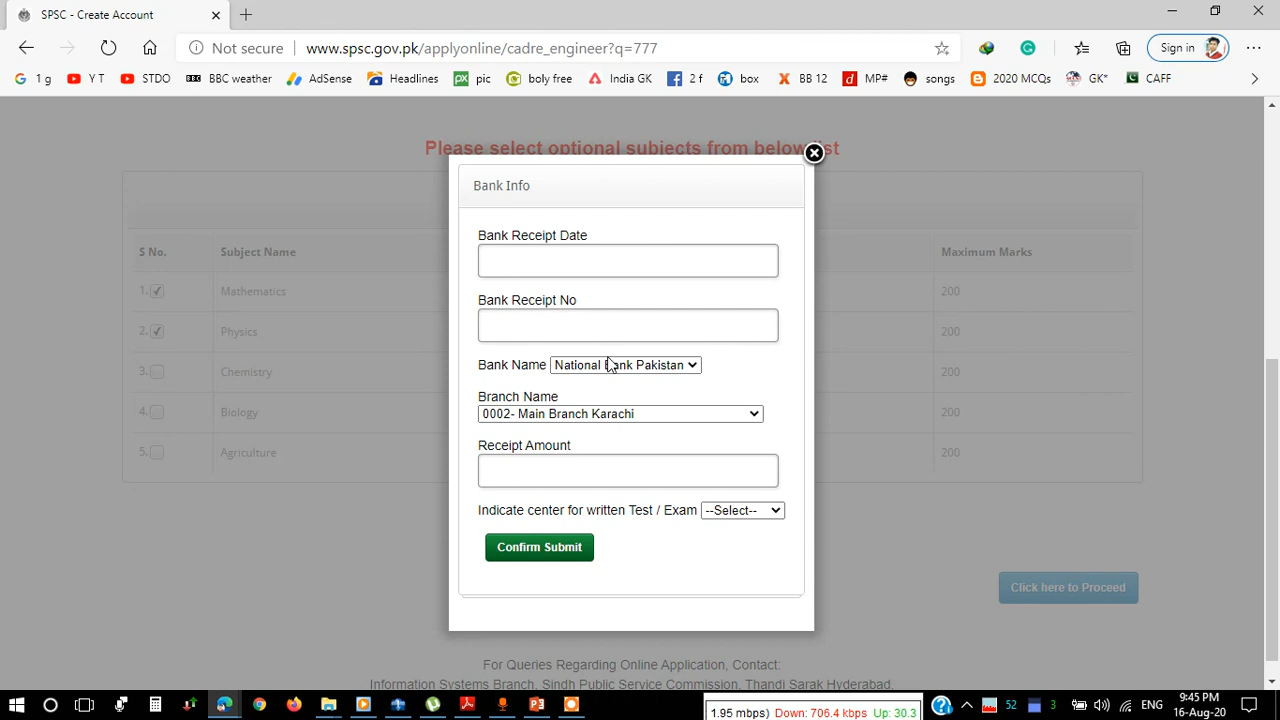 SPSC - Create Account
Not secure
www.spsc.gov.pk/applyonline/cadre_engineer?q=777
Sign in
1 g
Y T
STDO
BBC weather
AdSense
Headlines
pic
boly free
India GK
2 f
box
BB 12
MP#
songs
2020 MCQs
GK*
CAFF
Please select optional subjects from below list
Bank Info
Bank Receipt Date
Bank Receipt No
Bank Name National Bank Pakistan
Branch Name
0002- Main Branch Karachi
Receipt Amount
Indicate center for written Test / Exam --Select--
Confirm Submit
S No. Subject Name Maximum Marks
1. Mathematics 200
2. Physics 200
3. Chemistry 200
4. Biology 200
5. Agriculture 200
Click here to Proceed
For Queries Regarding Online Application, Contact:
Information Systems Branch, Sindh Public Service Commission, Thandi Sarak Hyderabad.
1.95 mbps) Down: 706.4 kbps Up: 30.3
52
3
ENG
9:45 PM
16-Aug-20